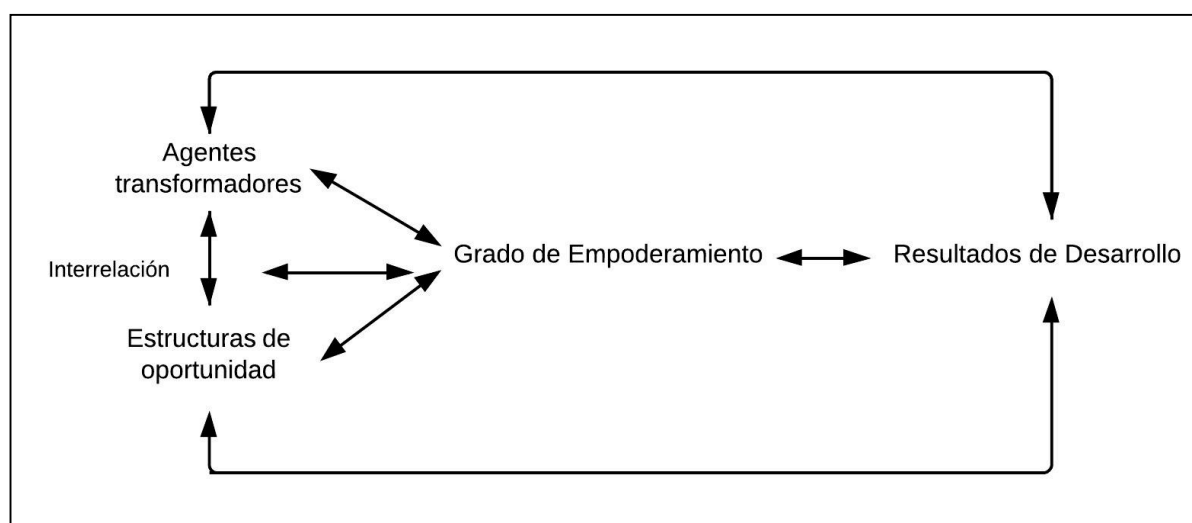 Agentes
transformadores
Grado de Empoderamiento
Resultados de Desarrollo
Interrelación
Estructuras de
oportunidad